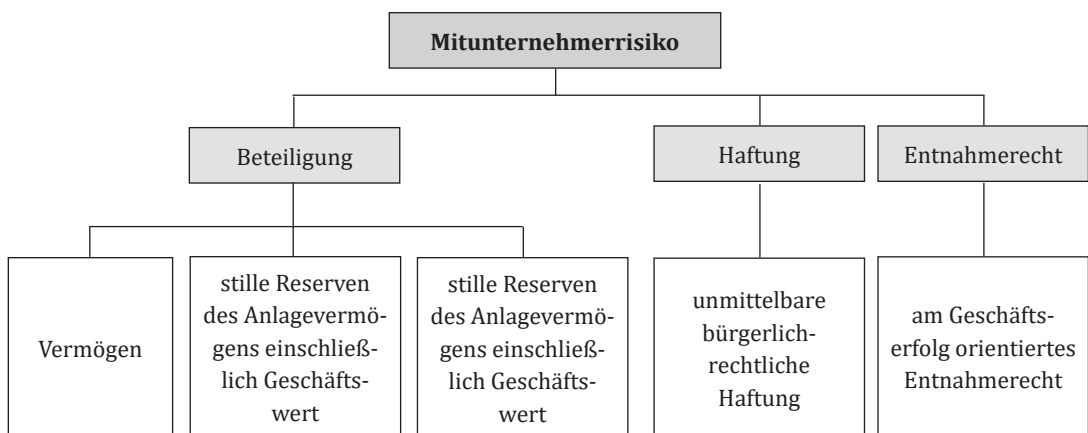 Mitunternehmerrisiko
Beteiligung
Haftung
Entnahmerecht
Vermögen
stille Reserven
des Anlagevermö-
gens einschließ-
lich Geschäfts-
wert
stille Reserven
des Anlagevermö-
gens einschließ-
lich Geschäfts-
wert
unmittelbare
bürgerlich-
rechtliche
Haftung
am Geschäfts-
erfolg orientiertes
Entnahmerecht